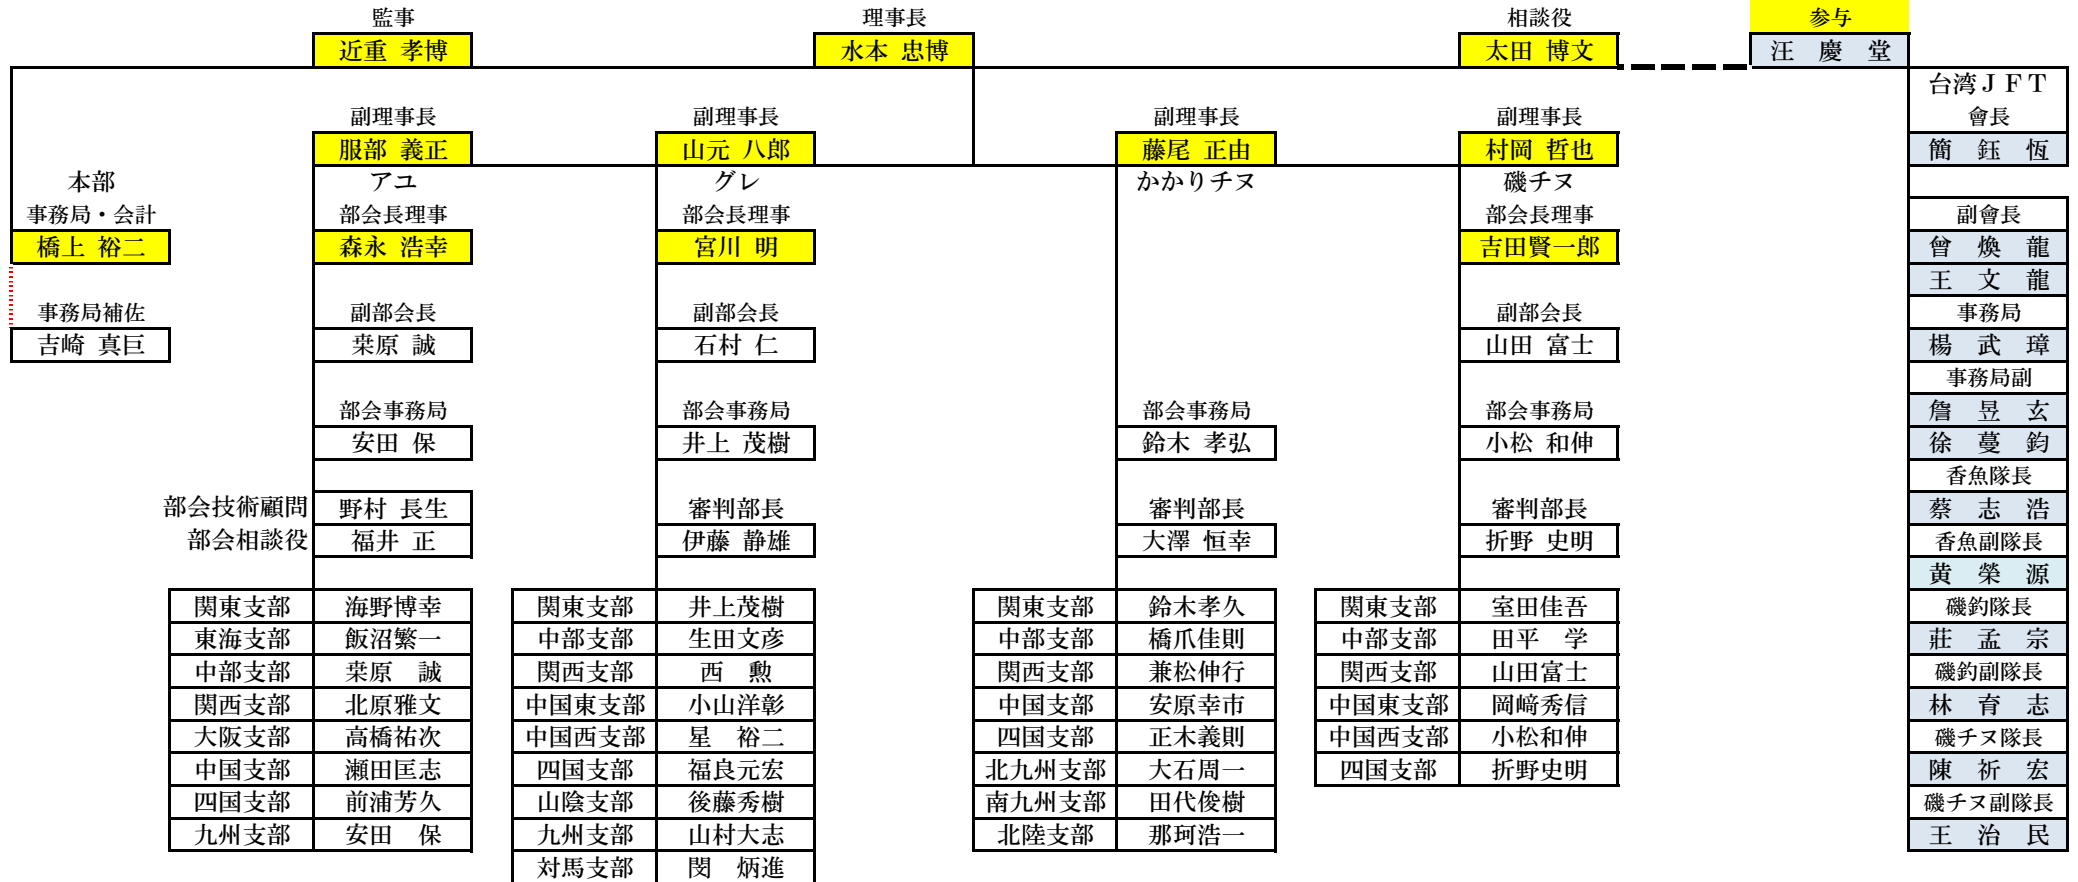 監事 理事長 相談役 参与
近重 孝博 水本 忠博 太田 博文 汪 慶 堂
台湾ＪＦＴ
副理事長 副理事長 副理事長 副理事長 會長
服部 義正 山元 八郎 藤尾 正由 村岡 哲也 簡 鈺 恆
本部 アユ グレ かかりチヌ 磯チヌ
事務局・会計 部会長理事 部会長理事 部会長理事 副會長
橋上 裕二 森永 浩幸 宮川 明 吉田賢一郎 曾 煥 龍
王 文 龍
事務局補佐 副部会長 副部会長 副部会長 事務局
吉崎 真巨 桒原 誠 石村 仁 山田 富士 楊 武 璋
事務局副
部会事務局 部会事務局 部会事務局 部会事務局 詹 昱 玄
安田 保 井上 茂樹 鈴木 孝弘 小松 和伸 徐 蔓 鈞
香魚隊長
部会技術顧問 野村 長生 審判部長 審判部長 審判部長 蔡 志 浩
部会相談役 福井 正 伊藤 静雄 大澤 恒幸 折野 史明 香魚副隊長
黄 榮 源
関東支部 海野博幸 関東支部 井上茂樹 関東支部 鈴木孝久 関東支部 室田佳吾 磯釣隊長
東海支部 飯沼繁一 中部支部 生田文彦 中部支部 橋爪佳則 中部支部 田平 学 莊 孟 宗
中部支部 桒原 誠 関西支部 西 勲 関西支部 兼松伸行 関西支部 山田富士 磯釣副隊長
関西支部 北原雅文 中国東支部 小山洋彰 中国支部 安原幸市 中国東支部 岡﨑秀信 林 育 志
大阪支部 高橋祐次 中国西支部 星 裕二 四国支部 正木義則 中国西支部 小松和伸 磯チヌ隊長
中国支部 瀬田匡志 四国支部 福良元宏 北九州支部 大石周一 四国支部 折野史明 陳 祈 宏
四国支部 前浦芳久 山陰支部 後藤秀樹 南九州支部 田代俊樹 磯チヌ副隊長
九州支部 安田 保 九州支部 山村大志 北陸支部 那珂浩一 王 治 民
対馬支部 閔 炳進